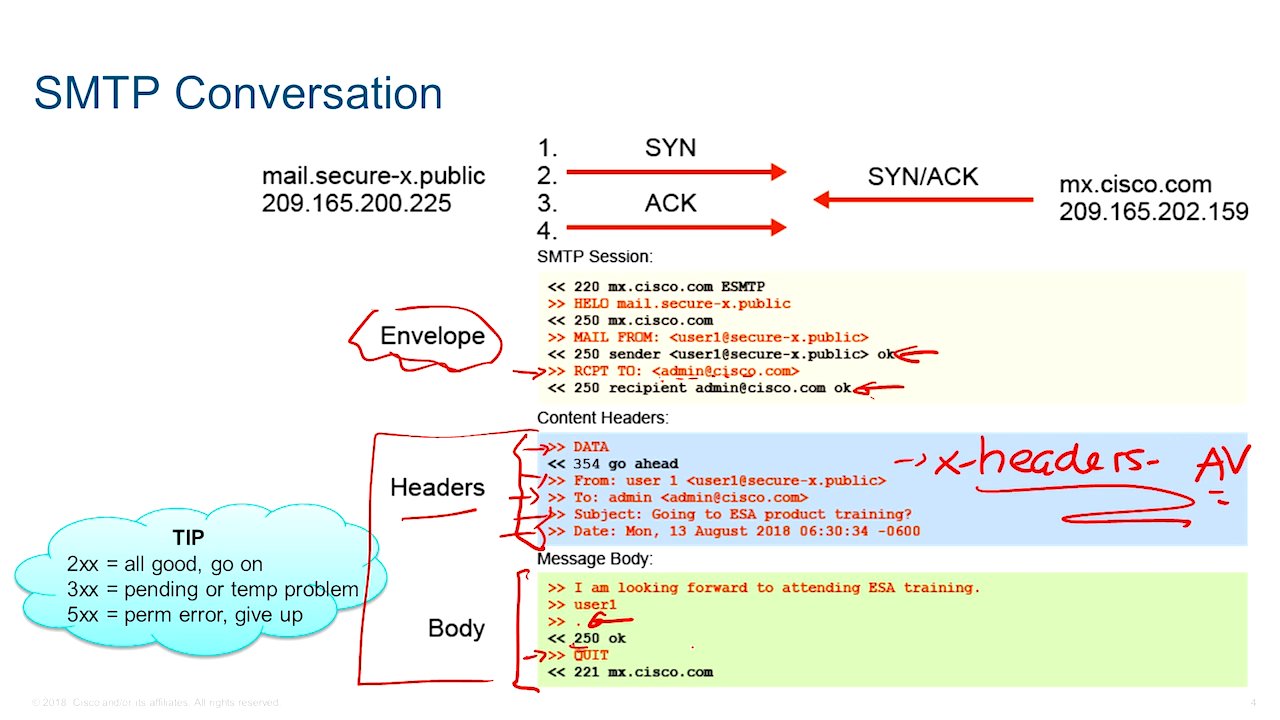 SMTP Conversation
mail.secure-x.public
209.165.200.225
1.
2.
3.
4.
SYN
ACK
SYN/ACK
mx.cisco.com
209.165.202.159
SMTP Session:
Envelope
<< 220 mx.cisco.com ESMTP
>> HELO mail.secure-x.public
<< 250 mx.cisco.com
>> MAIL FROM: <user1@secure-x.public>
<< 250 sender <user1@secure-x.public> ok
>> RCPT TO: <admin@cisco.com>
<< 250 recipient admin@cisco.com ok
Content Headers:
Headers
>> DATA
<< 354 go ahead
>> From: user 1 <user1@secure-x.public>
>> To: admin <admin@cisco.com>
>> Subject: Going to ESA product training?
>> Date: Mon, 13 August 2018 06:30:34 -0600
x-headers- AV
Message Body:
Body
>> I am looking forward to attending ESA training.
>> user1
>> .
<< 250 ok
>> QUIT
<< 221 mx.cisco.com
TIP
2xx = all good, go on
3xx = pending or temp problem
5xx = perm error, give up
© 2018 Cisco and/or its affiliates. All rights reserved
4